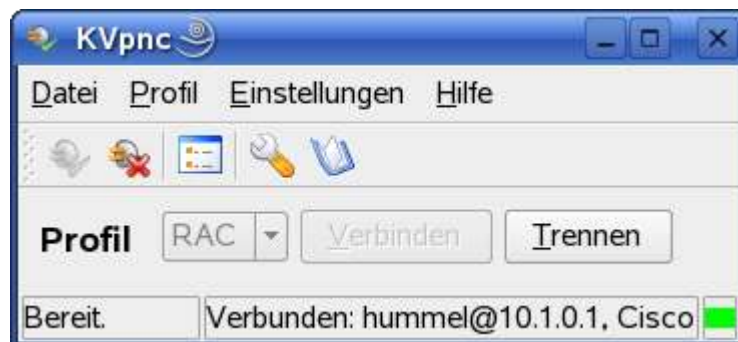 KVpnc
Datei Profil Einstellungen Hilfe
Profil RAC Verbinden Trennen
Bereit. Verbunden: hummel@10.1.0.1, Cisco